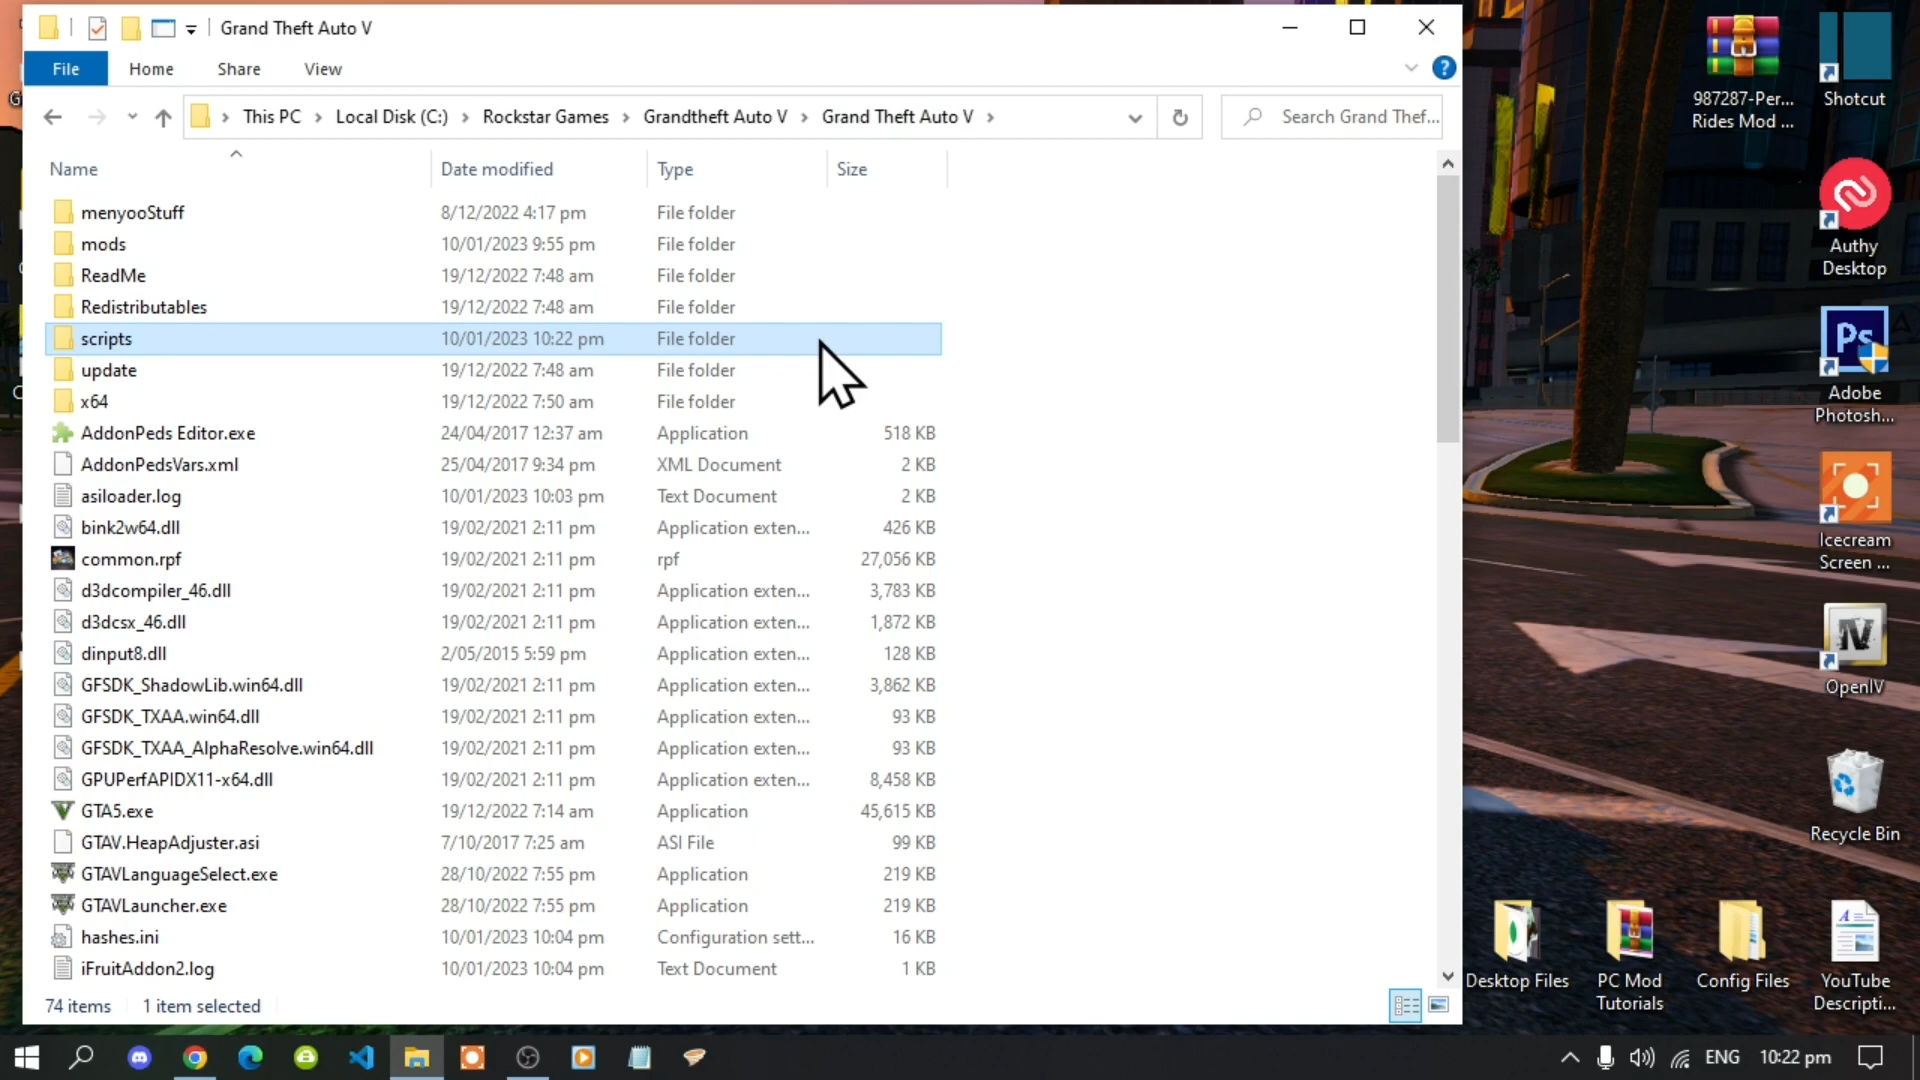 Grand Theft Auto V
File Home Share View
This PC Local Disk (C:) Rockstar Games Grandtheft Auto V Grand Theft Auto V
Search Grand Thef...
Name Date modified Type Size
menyooStuff 8/12/2022 4:17 pm File folder
mods 10/01/2023 9:55 pm File folder
ReadMe 19/12/2022 7:48 am File folder
Redistributables 19/12/2022 7:48 am File folder
scripts 10/01/2023 10:22 pm File folder
update 19/12/2022 7:48 am File folder
x64 19/12/2022 7:50 am File folder
AddonPeds Editor.exe 24/04/2017 12:37 am Application 518 KB
AddonPedsVars.xml 25/04/2017 9:34 pm XML Document 2 KB
asiloader.log 10/01/2023 10:03 pm Text Document 2 KB
bink2w64.dll 19/02/2021 2:11 pm Application exten... 426 KB
common.rpf 19/02/2021 2:11 pm rpf 27,056 KB
d3dcompiler_46.dll 19/02/2021 2:11 pm Application exten... 3,783 KB
d3dcsx_46.dll 19/02/2021 2:11 pm Application exten... 1,872 KB
dinput8.dll 2/05/2015 5:59 pm Application exten... 128 KB
GFSDK_ShadowLib.win64.dll 19/02/2021 2:11 pm Application exten... 3,862 KB
GFSDK_TXAA.win64.dll 19/02/2021 2:11 pm Application exten... 93 KB
GFSDK_TXAA_AlphaResolve.win64.dll 19/02/2021 2:11 pm Application exten... 93 KB
GPUPerfAPIDX11-x64.dll 19/02/2021 2:11 pm Application exten... 8,458 KB
GTA5.exe 19/12/2022 7:14 am Application 45,615 KB
GTAV.HeapAdjuster.asi 7/10/2017 7:25 am ASI File 99 KB
GTAVLanguageSelect.exe 28/10/2022 7:55 pm Application 219 KB
GTAVLauncher.exe 28/10/2022 7:55 pm Application 219 KB
hashes.ini 10/01/2023 10:04 pm Configuration sett... 16 KB
iFruitAddon2.log 10/01/2023 10:04 pm Text Document 1 KB
74 items 1 item selected
987287-Per...
Rides Mod ...
Shotcut
Authy
Desktop
Ps
Adobe
Photosh...
Icecream
Screen ...
IV
OpenIV
Recycle Bin
Desktop Files
PC Mod
Tutorials
Config Files
YouTube
Descripti...
ENG 10:22 pm